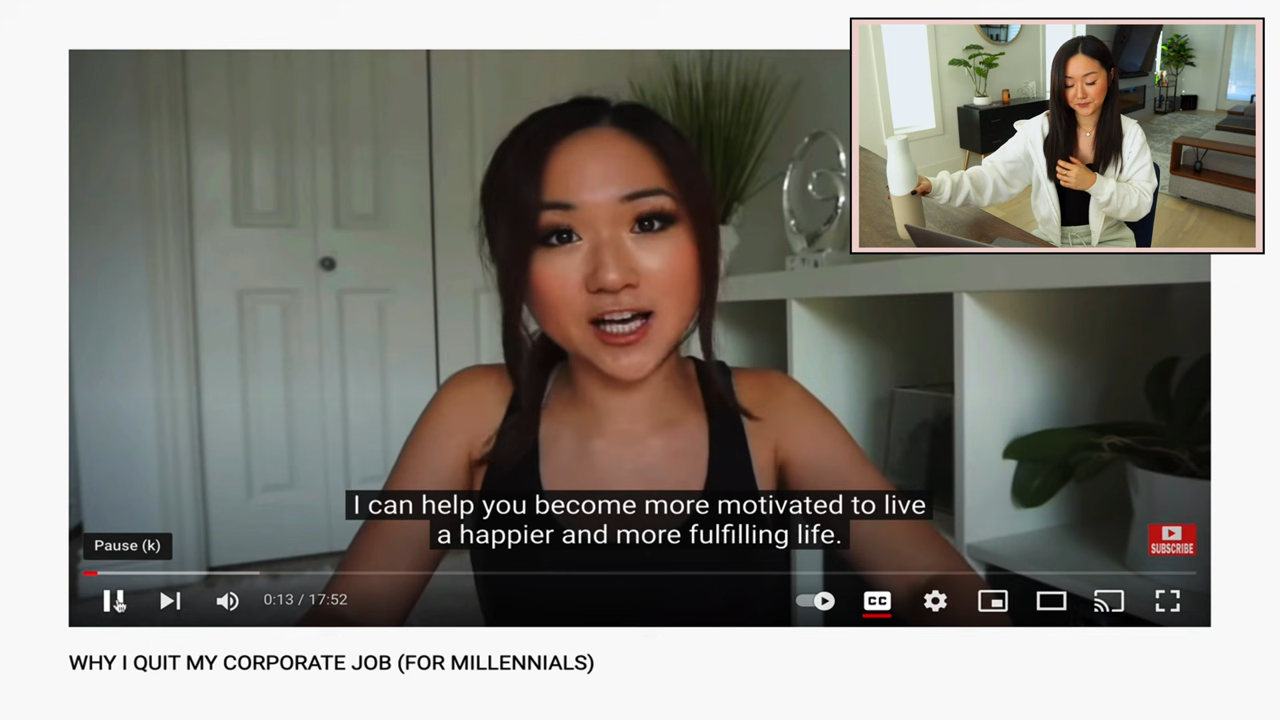 I can help you become more motivated to live
a happier and more fulfilling life.
Pause (k)
SUBSCRIBE
0:13 / 17:52
CC
WHY I QUIT MY CORPORATE JOB (FOR MILLENNIALS)